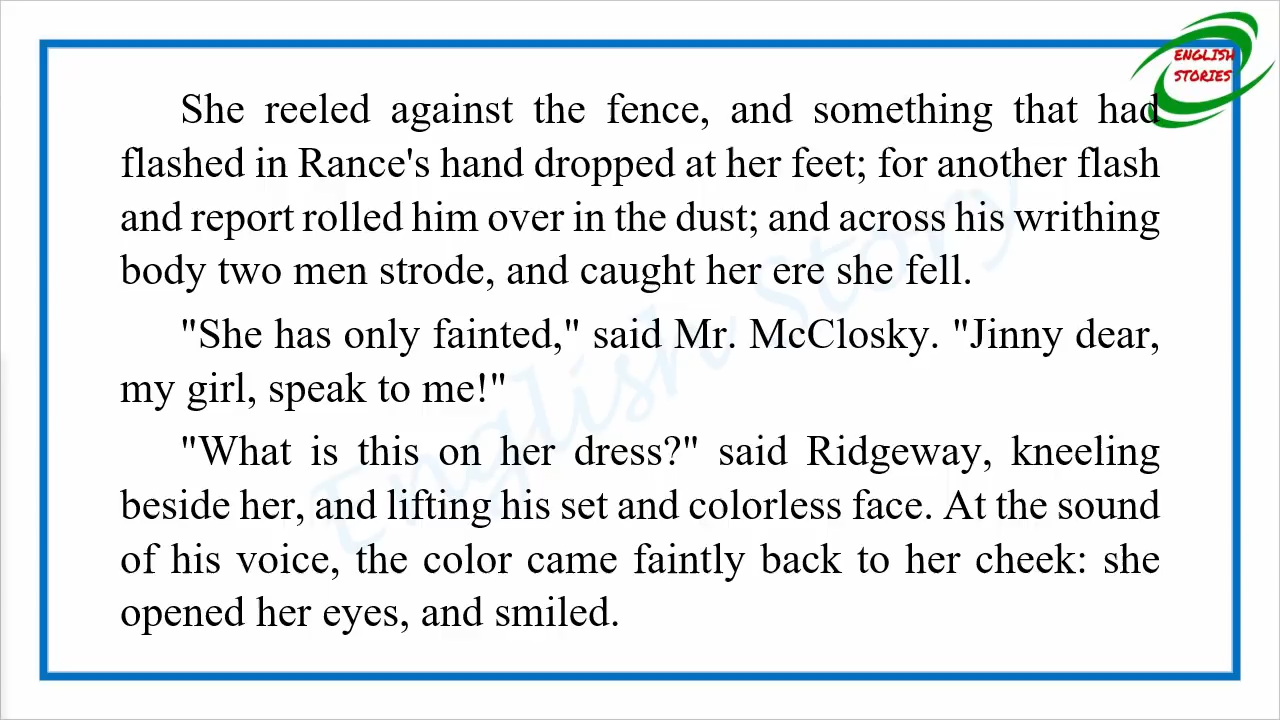 ENGLISH
STORIES
She reeled against the fence, and something that had
flashed in Rance's hand dropped at her feet; for another flash
and report rolled him over in the dust; and across his writhing
body two men strode, and caught her ere she fell.
"She has only fainted," said Mr. McClosky. "Jinny dear,
my girl, speak to me!"
"What is this on her dress?" said Ridgeway, kneeling
beside her, and lifting his set and colorless face. At the sound
of his voice, the color came faintly back to her cheek: she
opened her eyes, and smiled.
English Story